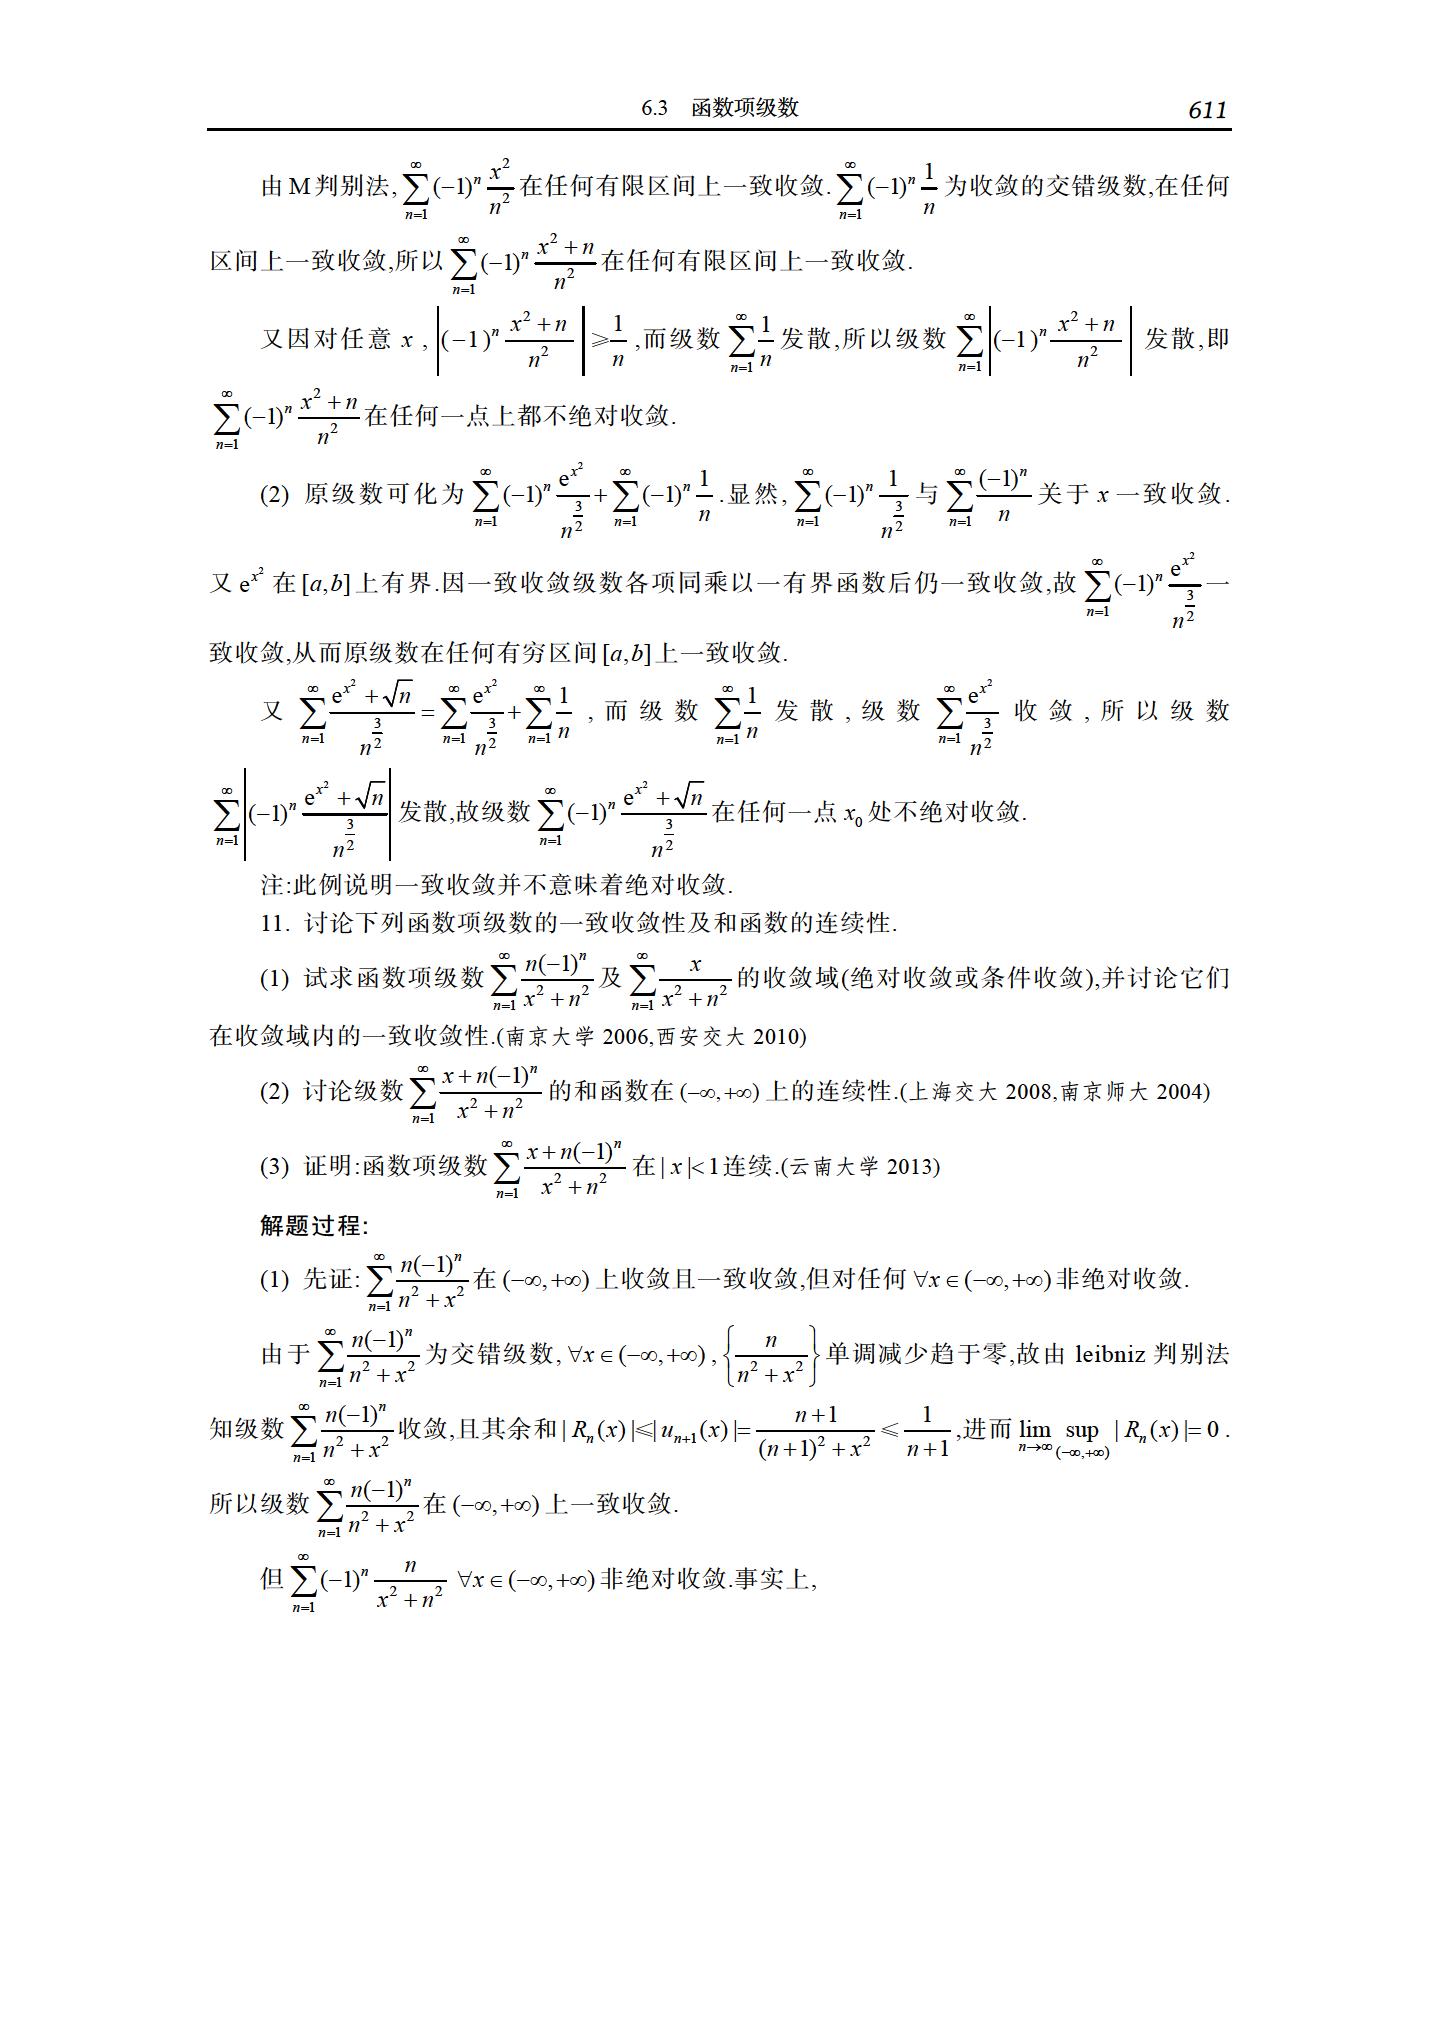 6.3 函数项级数 611
由 M 判别法,$\sum_{n=1}^{\infty}(-1)^n\frac{x^2}{n^2}$在任何有限区间上一致收敛.$\sum_{n=1}^{\infty}(-1)^n\frac{1}{n}$为收敛的交错级数,在任何
区间上一致收敛,所以$\sum_{n=1}^{\infty}(-1)^n\frac{x^2+n}{n^2}$在任何有限区间上一致收敛.
又因对任意 $x$,$\left|(-1)^n\frac{x^2+n}{n^2}\right|\geqslant\frac{1}{n}$,而级数$\sum_{n=1}^{\infty}\frac{1}{n}$发散,所以级数$\sum_{n=1}^{\infty}\left|(-1)^n\frac{x^2+n}{n^2}\right|$发散,即
$\sum_{n=1}^{\infty}(-1)^n\frac{x^2+n}{n^2}$在任何一点上都不绝对收敛.
(2) 原级数可化为$\sum_{n=1}^{\infty}(-1)^n\frac{e^{x^2}}{n^{\frac{3}{2}}}+\sum_{n=1}^{\infty}(-1)^n\frac{1}{n}$.显然,$\sum_{n=1}^{\infty}(-1)^n\frac{1}{n^{\frac{3}{2}}}$与$\sum_{n=1}^{\infty}\frac{(-1)^n}{n}$关于 $x$ 一致收敛.
又 $e^{x^2}$ 在$[a,b]$上有界.因一致收敛级数各项同乘以一有界函数后仍一致收敛,故$\sum_{n=1}^{\infty}(-1)^n\frac{e^{x^2}}{n^{\frac{3}{2}}}$一
致收敛,从而原级数在任何有穷区间$[a,b]$上一致收敛.
又 $\sum_{n=1}^{\infty}\frac{e^{x^2}+\sqrt{n}}{n^{\frac{3}{2}}}=\sum_{n=1}^{\infty}\frac{e^{x^2}}{n^{\frac{3}{2}}}+\sum_{n=1}^{\infty}\frac{1}{n}$,而级数$\sum_{n=1}^{\infty}\frac{1}{n}$发散,级数$\sum_{n=1}^{\infty}\frac{e^{x^2}}{n^{\frac{3}{2}}}$收敛,所以级数
$\sum_{n=1}^{\infty}\left|(-1)^n\frac{e^{x^2}+\sqrt{n}}{n^{\frac{3}{2}}}\right|$发散,故级数$\sum_{n=1}^{\infty}(-1)^n\frac{e^{x^2}+\sqrt{n}}{n^{\frac{3}{2}}}$在任何一点 $x_0$ 处不绝对收敛.
注:此例说明一致收敛并不意味着绝对收敛.
11. 讨论下列函数项级数的一致收敛性及和函数的连续性.
(1) 试求函数项级数$\sum_{n=1}^{\infty}\frac{n(-1)^n}{x^2+n^2}$及$\sum_{n=1}^{\infty}\frac{x}{x^2+n^2}$的收敛域(绝对收敛或条件收敛),并讨论它们
在收敛域内的一致收敛性.(南京大学 2006,西安交大 2010)
(2) 讨论级数$\sum_{n=1}^{\infty}\frac{x+n(-1)^n}{x^2+n^2}$的和函数在$(-\infty,+\infty)$上的连续性.(上海交大 2008,南京师大 2004)
(3) 证明:函数项级数$\sum_{n=1}^{\infty}\frac{x+n(-1)^n}{x^2+n^2}$在$|x|<1$连续.(云南大学 2013)
解题过程:
(1) 先证:$\sum_{n=1}^{\infty}\frac{n(-1)^n}{n^2+x^2}$在$(-\infty,+\infty)$上收敛且一致收敛,但对任何$\forall x\in(-\infty,+\infty)$非绝对收敛.
由于$\sum_{n=1}^{\infty}\frac{n(-1)^n}{n^2+x^2}$为交错级数,$\forall x\in(-\infty,+\infty)$,$\left\{\frac{n}{n^2+x^2}\right\}$单调减少趋于零,故由 leibniz 判别法
知级数$\sum_{n=1}^{\infty}\frac{n(-1)^n}{n^2+x^2}$收敛,且其余和$|R_n(x)|\leqslant|u_{n+1}(x)|=\frac{n+1}{(n+1)^2+x^2}\leqslant\frac{1}{n+1}$,进而$\lim_{n\to\infty}\sup_{(-\infty,+\infty)}|R_n(x)|=0$.
所以级数$\sum_{n=1}^{\infty}\frac{n(-1)^n}{n^2+x^2}$在$(-\infty,+\infty)$上一致收敛.
但$\sum_{n=1}^{\infty}(-1)^n\frac{n}{x^2+n^2}$ $\forall x\in(-\infty,+\infty)$非绝对收敛.事实上,